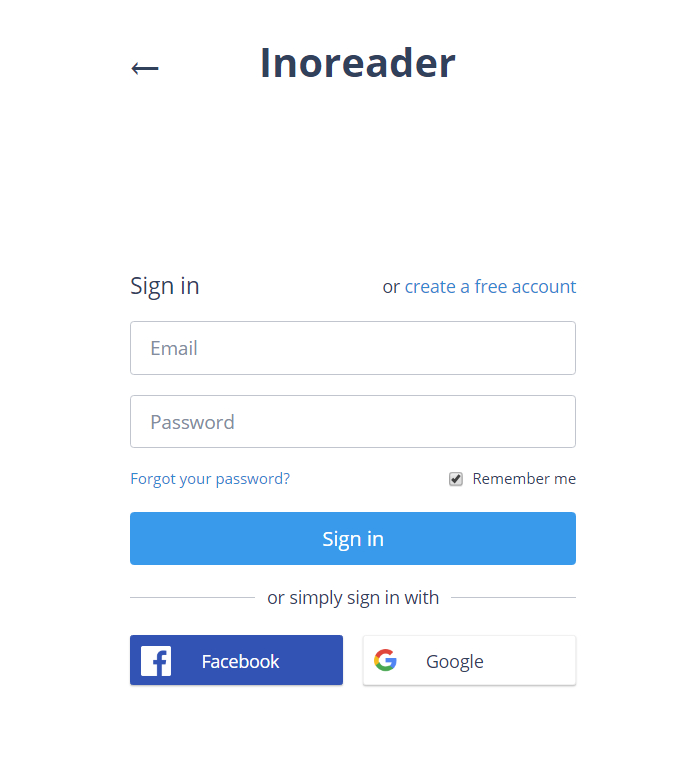 ← Inoreader
Sign in or create a free account
Email
Password
Forgot your password? Remember me
Sign in
or simply sign in with
Facebook Google